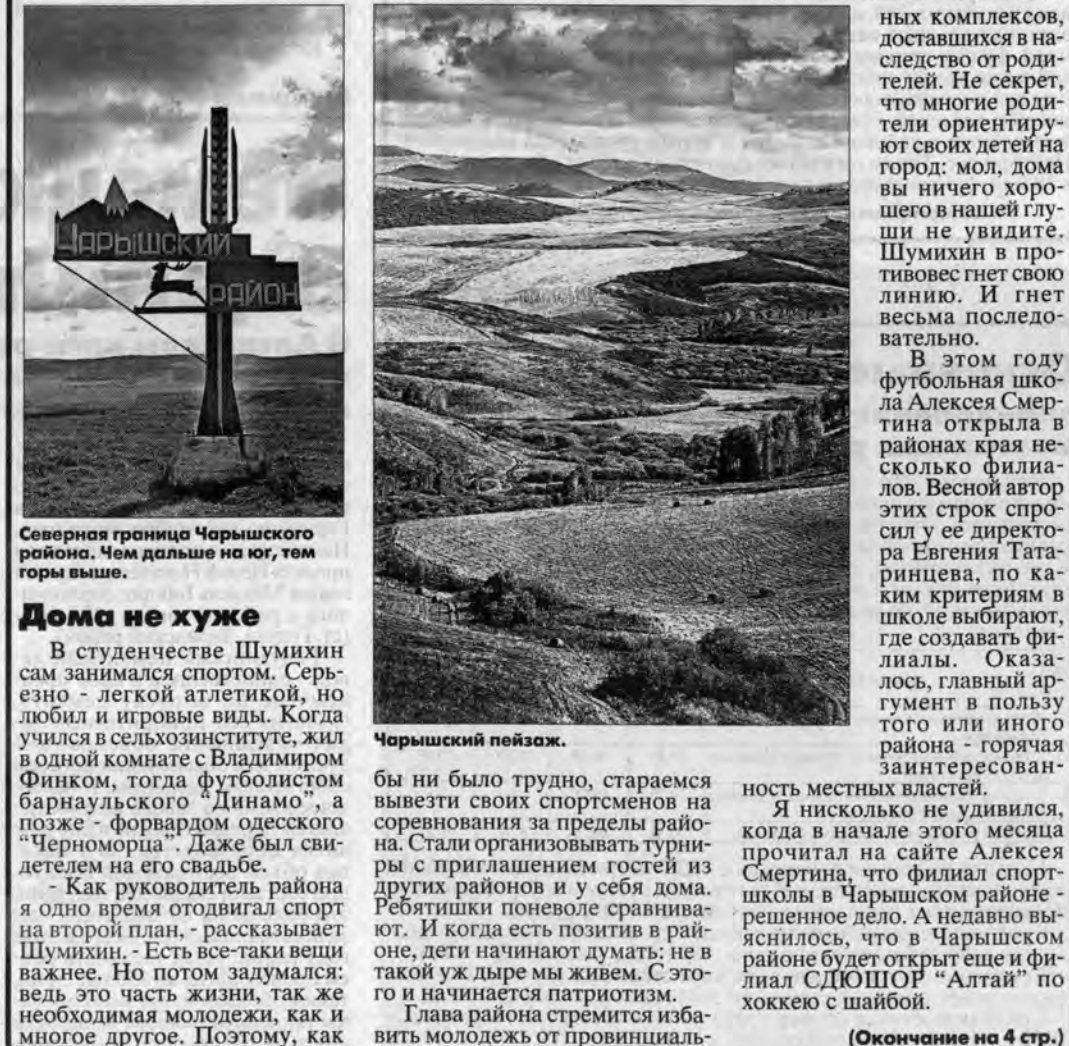 ЧАРЫШСКИЙ
РАЙОН
Северная граница Чарышского
района. Чем дальше на юг, тем
горы выше.
Дома не хуже
В студенчестве Шумихин
сам занимался спортом. Серь-
езно - легкой атлетикой, но
любил и игровые виды. Когда
учился в сельхозинституте, жил
в одной комнате с Владимиром
Финком, тогда футболистом
барнаульского "Динамо", а
позже - форвардом одесского
"Черноморца". Даже был сви-
детелем на его свадьбе.
- Как руководитель района
я одно время отодвигал спорт
на второй план, - рассказывает
Шумихин. - Есть все-таки вещи
важнее. Но потом задумался:
ведь это часть жизни, так же
необходимая молодежи, как и
многое другое. Поэтому, как
Чарышский пейзаж.
бы ни было трудно, стараемся
вывезти своих спортсменов на
соревнования за пределы райо-
на. Стали организовывать турни-
ры с приглашением гостей из
других районов и у себя дома.
Ребятишки поневоле сравнива-
ют. И когда есть позитив в рай-
оне, дети начинают думать: не в
такой уж дыре мы живем. С это-
го и начинается патриотизм.
Глава района стремится изба-
вить молодежь от провинциаль-
ных комплексов,
доставшихся в на-
следство от роди-
телей. Не секрет,
что многие роди-
тели ориентиру-
ют своих детей на
город: мол, дома
вы ничего хоро-
шего в нашей глу-
ши не увидите.
Шумихин в про-
тивовес гнет свою
линию. И гнет
весьма последо-
вательно.
В этом году
футбольная шко-
ла Алексея Смер-
тина открыла в
районах края не-
сколько филиа-
лов. Весной автор
этих строк спро-
сил у ее директо-
ра Евгения Тата-
ринцева, по ка-
ким критериям в
школе выбирают,
где создавать фи-
лиалы. Оказа-
лось, главный ар-
гумент в пользу
того или иного
района - горячая
заинтересован-
ность местных властей.
Я нисколько не удивился,
когда в начале этого месяца
прочитал на сайте Алексея
Смертина, что филиал спорт-
школы в Чарышском районе -
решенное дело. А недавно вы-
яснилось, что в Чарышском
районе будет открыт еще и фи-
лиал СДЮШОР "Алтай" по
хоккею с шайбой.
(Окончание на 4 стр.)